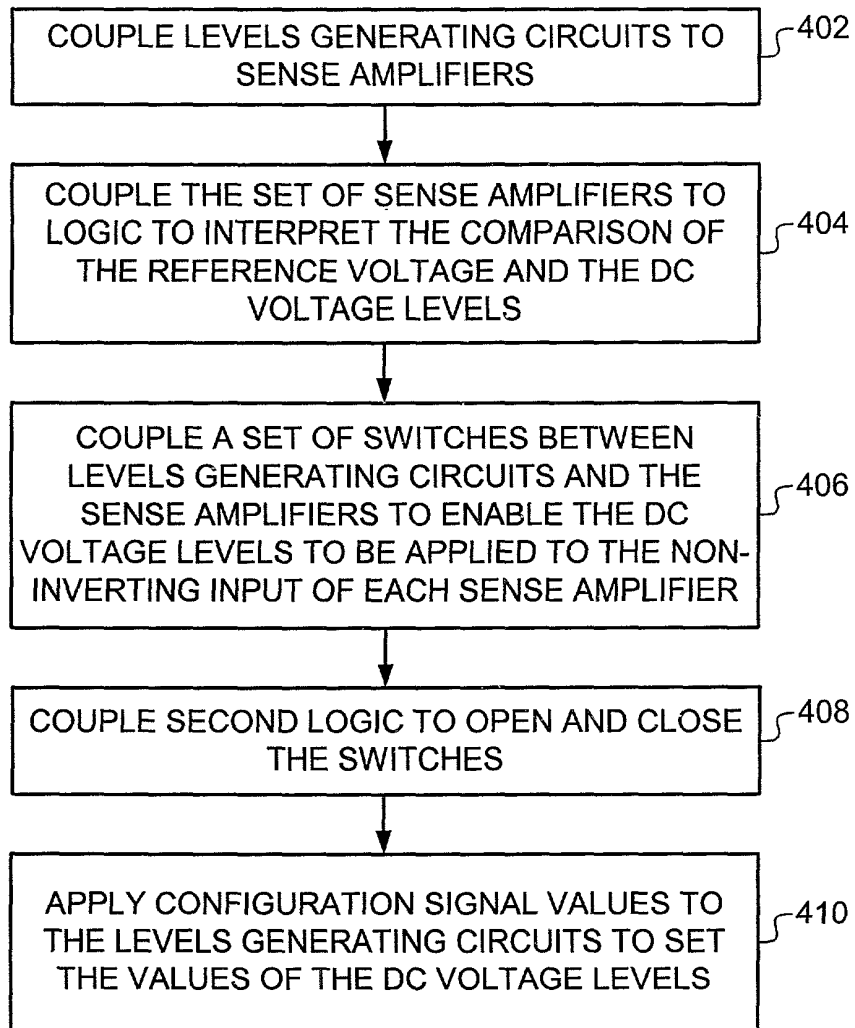 COUPLE LEVELS GENERATING CIRCUITS TO
SENSE AMPLIFIERS
402
COUPLE THE SET OF SENSE AMPLIFIERS TO
LOGIC TO INTERPRET THE COMPARISON OF
THE REFERENCE VOLTAGE AND THE DC
VOLTAGE LEVELS
404
COUPLE A SET OF SWITCHES BETWEEN
LEVELS GENERATING CIRCUITS AND THE
SENSE AMPLIFIERS TO ENABLE THE DC
VOLTAGE LEVELS TO BE APPLIED TO THE NON-
INVERTING INPUT OF EACH SENSE AMPLIFIER
406
COUPLE SECOND LOGIC TO OPEN AND CLOSE
THE SWITCHES
408
APPLY CONFIGURATION SIGNAL VALUES TO
THE LEVELS GENERATING CIRCUITS TO SET
THE VALUES OF THE DC VOLTAGE LEVELS
410